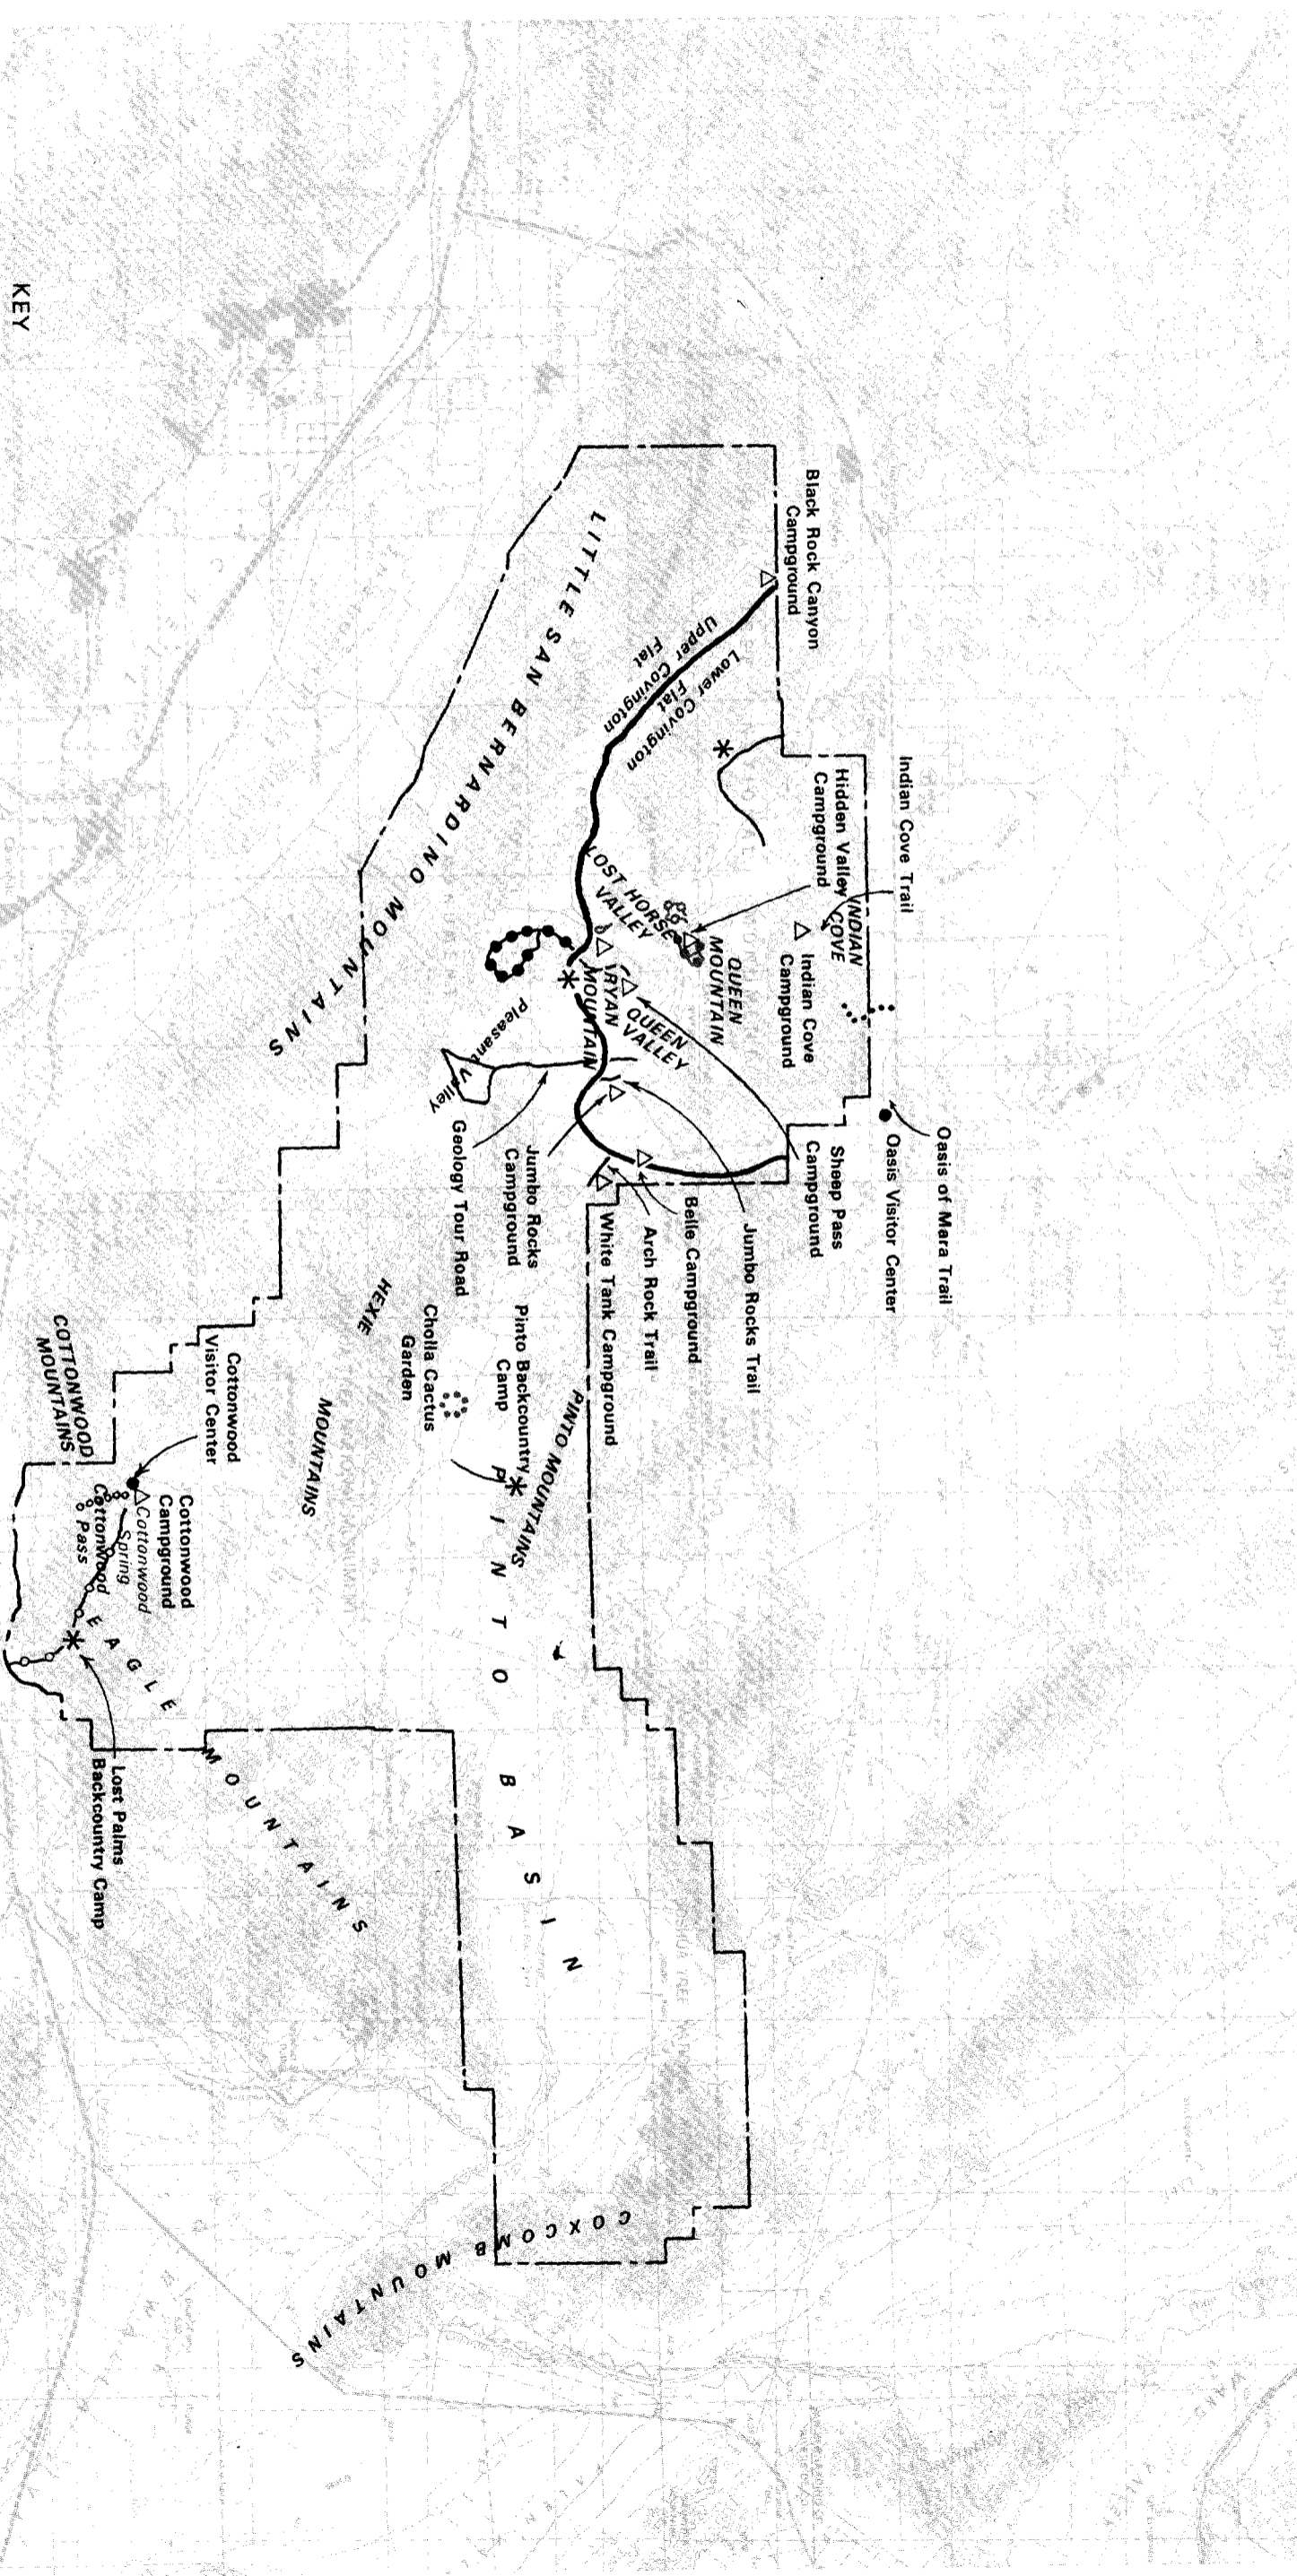 Oasis of Mara Trail
Oasis Visitor Center
Indian Cove Trail
INDIAN
COVE
Hidden Valley
Campground
Indian Cove
Campground
Black Rock Canyon
Campground
Sheep Pass
Campground
Jumbo Rocks Trail
Belle Campground
Arch Rock Trail
White Tank Campground
Lower Covington
Flat
Upper Covington
Flat
LOST HORSE
VALLEY
QUEEN
MOUNTAIN
QUEEN
VALLEY
RYAN
MOUNTAIN
LITTLE SAN BERNARDINO MOUNTAINS
Pleasant Valley
Jumbo Rocks
Campground
Geology Tour Road
PINTO MOUNTAINS
Pinto Backcountry
Camp
Cholla Cactus
Garden
PINTO BASIN
HEXIE
MOUNTAINS
COXCOMB MOUNTAINS
Cottonwood
Visitor Center
Cottonwood
Campground
Cottonwood
Spring
Cottonwood
Pass
COTTONWOOD
MOUNTAINS
EAGLE
MOUNTAINS
Lost Palms
Backcountry Camp
KEY